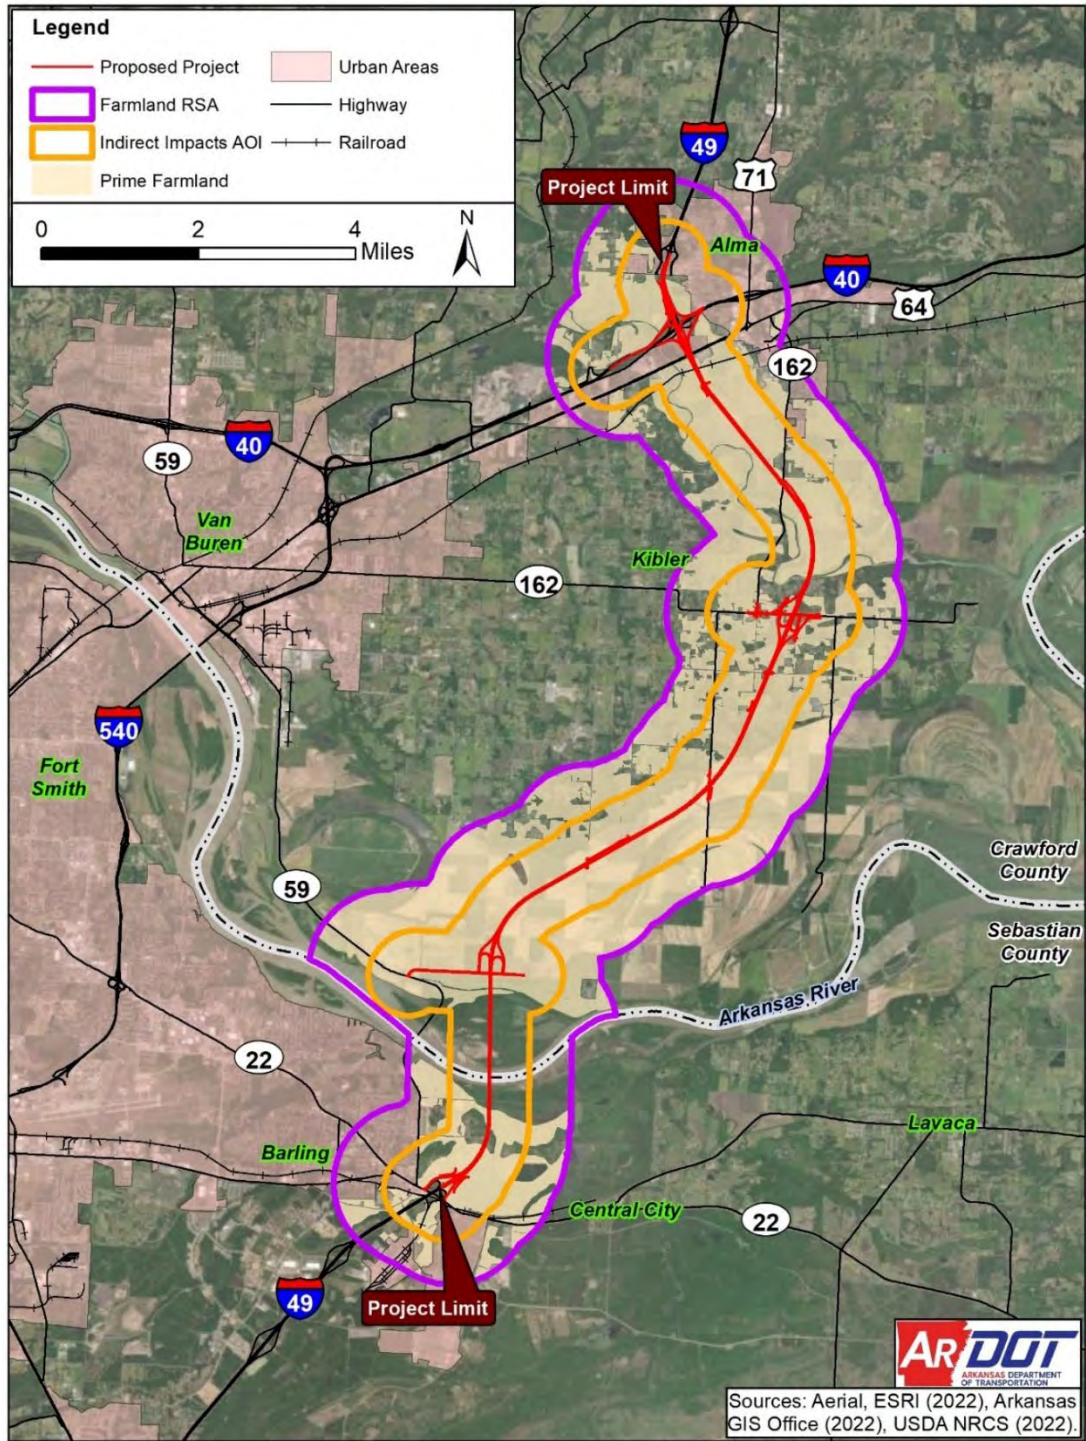 Legend
Proposed Project
Urban Areas
Farmland RSA
Highway
Indirect Impacts AOI
Railroad
Prime Farmland
0 2 4
Miles
N
49
Project Limit
71
Alma
40
64
162
40
59
Van
Buren
Kibler
162
540
Fort
Smith
59
Crawford
County
Sebastian
County
Arkansas River
22
Lavaca
Barling
Central City
22
49
Project Limit
ARDOT
ARKANSAS DEPARTMENT
OF TRANSPORTATION
Sources: Aerial, ESRI (2022), Arkansas
GIS Office (2022), USDA NRCS (2022).